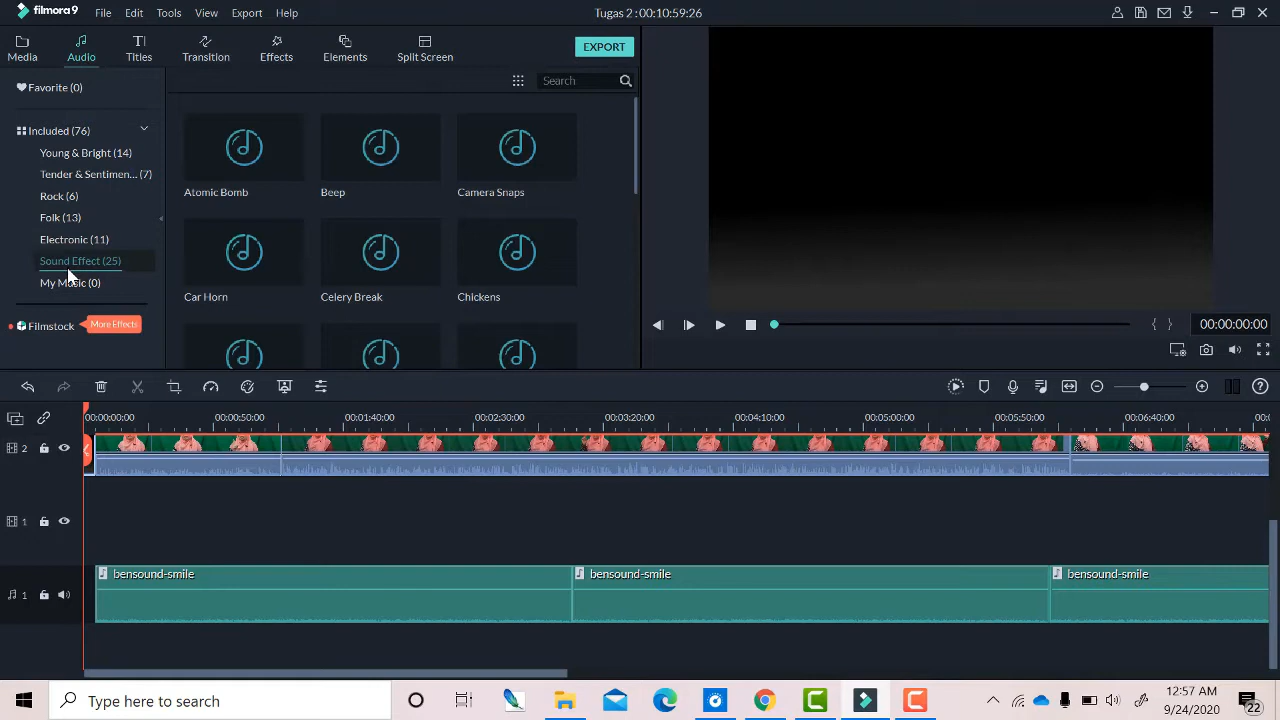 filmora 9 File Edit Tools View Export Help Tugas 2 : 00:10:59:26
Media Audio Titles Transition Effects Elements Split Screen EXPORT
Favorite (0)
Search
Included (76)
Young & Bright (14)
Tender & Sentimen... (7)
Rock (6)
Folk (13)
Electronic (11)
Sound Effect (25)
My Music (0)
Filmstock More Effects
Atomic Bomb Beep Camera Snaps
Car Horn Celery Break Chickens
00:00:00:00
00:00:00:00 00:00:50:00 00:01:40:00 00:02:30:00 00:03:20:00 00:04:10:00 00:05:00:00 00:05:50:00 00:06:40:00 00:0
2
1
bensound-smile bensound-smile bensound-smile
1
Type here to search
12:57 AM
9/24/2020
22